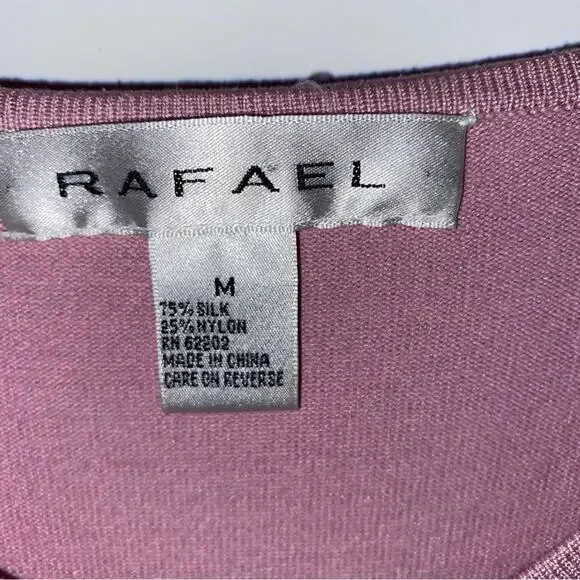 RAFAEL
M
75% SILK
25% NYLON
RN 62202
MADE IN CHINA
CARE ON REVERSE